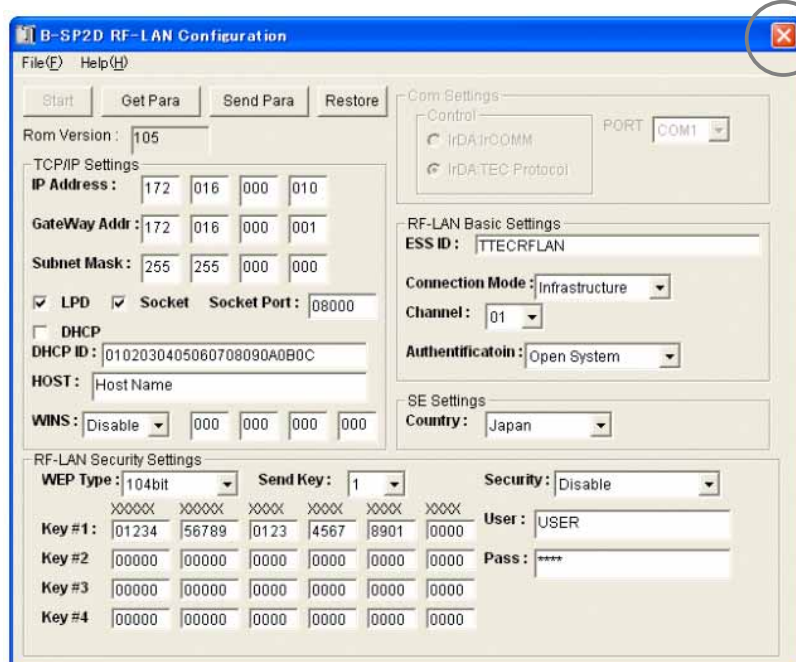 B-SP2D RF-LAN Configuration
File(F) Help(H)
Start Get Para Send Para Restore
Rom Version : 105
Com Settings
Control
IrDA:IrCOMM
IrDA:TEC Protocol
PORT COM1
TCP/IP Settings
IP Address : 172 016 000 010
GateWay Addr : 172 016 000 001
Subnet Mask : 255 255 000 000
LPD Socket Socket Port : 08000
DHCP
DHCP ID : 0102030405060708090A0B0C
HOST : Host Name
WINS : Disable 000 000 000 000
RF-LAN Basic Settings
ESS ID : TTECRFLAN
Connection Mode : Infrastructure
Channel : 01
Authentificatoin : Open System
SE Settings
Country : Japan
RF-LAN Security Settings
WEP Type : 104bit Send Key : 1
XXXXX XXXXX XXXX XXXX XXXX XXXX
Key #1 : 01234 56789 0123 4567 8901 0000
Key #2 00000 00000 0000 0000 0000 0000
Key #3 00000 00000 0000 0000 0000 0000
Key #4 00000 00000 0000 0000 0000 0000
Security : Disable
User : USER
Pass : ****